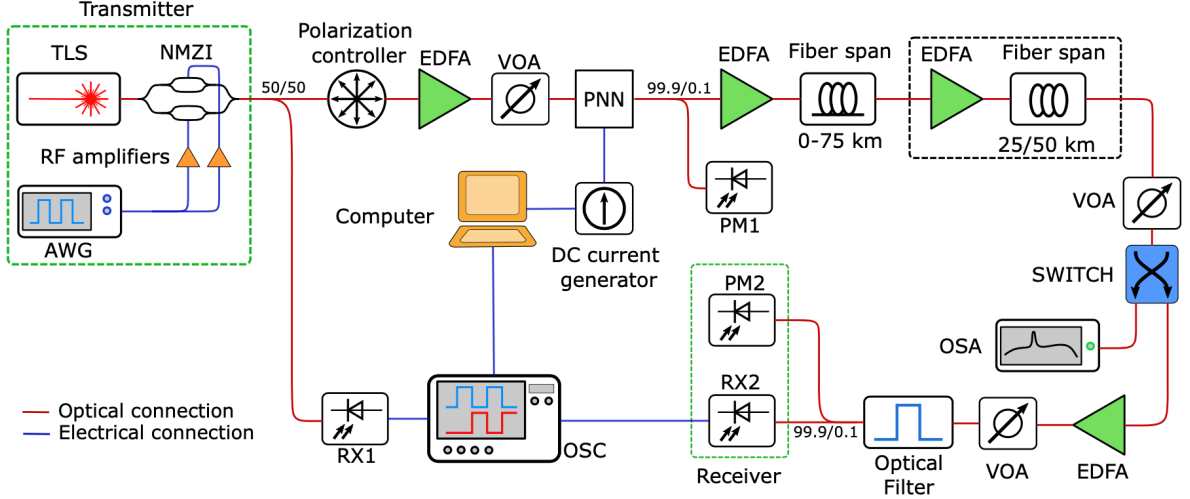 Transmitter
TLS
NMZI
RF amplifiers
AWG
50/50
Polarization
controller
EDFA
VOA
PNN
99.9/0.1
EDFA
Fiber span
0-75 km
EDFA
Fiber span
25/50 km
PM1
Computer
DC current
generator
VOA
SWITCH
OSA
PM2
RX2
Receiver
99.9/0.1
Optical
Filter
VOA
EDFA
RX1
OSC
Optical connection
Electrical connection